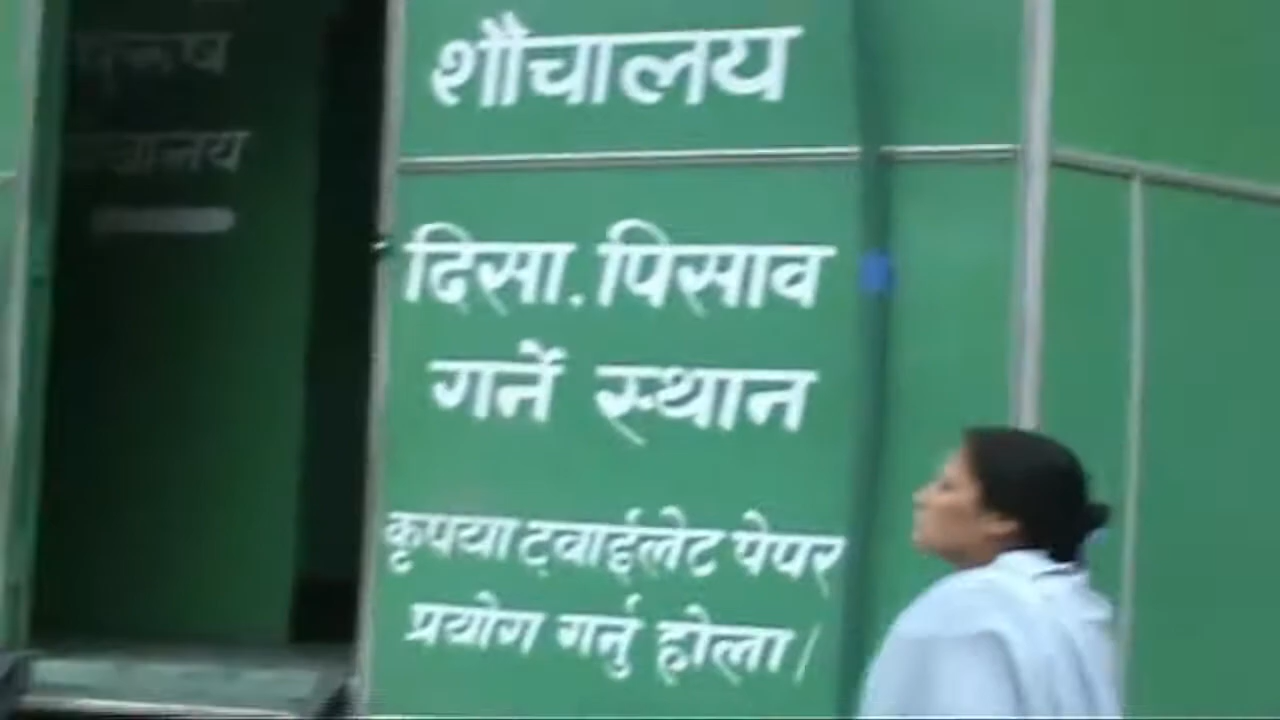 शौचालय
दिसा. पिसाव
गर्ने स्थान
कृपया ट्वाईलेट पेपर
प्रयोग गर्नु होला/